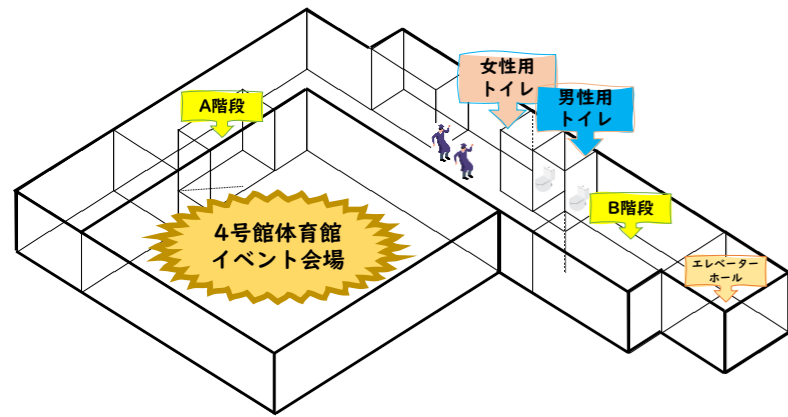 女性用
トイレ
男性用
トイレ
A階段
B階段
4号館体育館
イベント会場
エレベーター
ホール